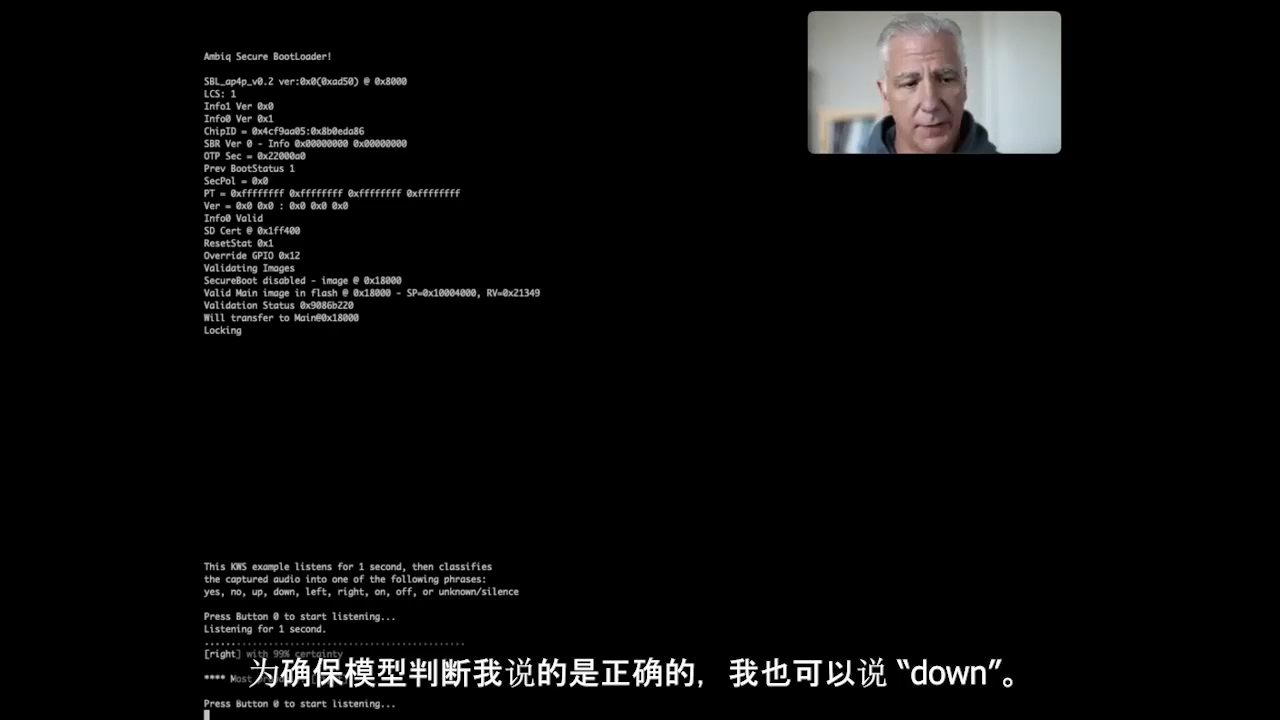 Ambiq Secure BootLoader!
SBL_ap4p_v0.2 ver:0x0(0xad50) @ 0x8000
LCS: 1
Info1 Ver 0x0
Info0 Ver 0x1
ChipID = 0x4cf9aa05:0x8b0eda86
SBR Ver 0 - Info 0x00000000 0x00000000
OTP Sec = 0x22000a0
Prev BootStatus 1
SecPol = 0x0
PT = 0xffffffff 0xffffffff 0xffffffff 0xffffffff
Ver = 0x0 0x0 : 0x0 0x0 0x0
Info0 Valid
SD Cert @ 0x1ff400
ResetStat 0x1
Override GPIO 0x12
Validating Images
SecureBoot disabled - image @ 0x18000
Valid Main image in flash @ 0x18000 - SP=0x10004000, RV=0x21349
Validation Status 0x9086b220
Will transfer to Main@0x18000
Locking
This KWS example listens for 1 second, then classifies
the captured audio into one of the following phrases:
yes, no, up, down, left, right, on, off, or unknown/silence
Press Button 0 to start listening...
Listening for 1 second.
[right] with 99% certainty
**** Most
为确保模型判断我说的是正确的，我也可以说 “down”。
Press Button 0 to start listening...